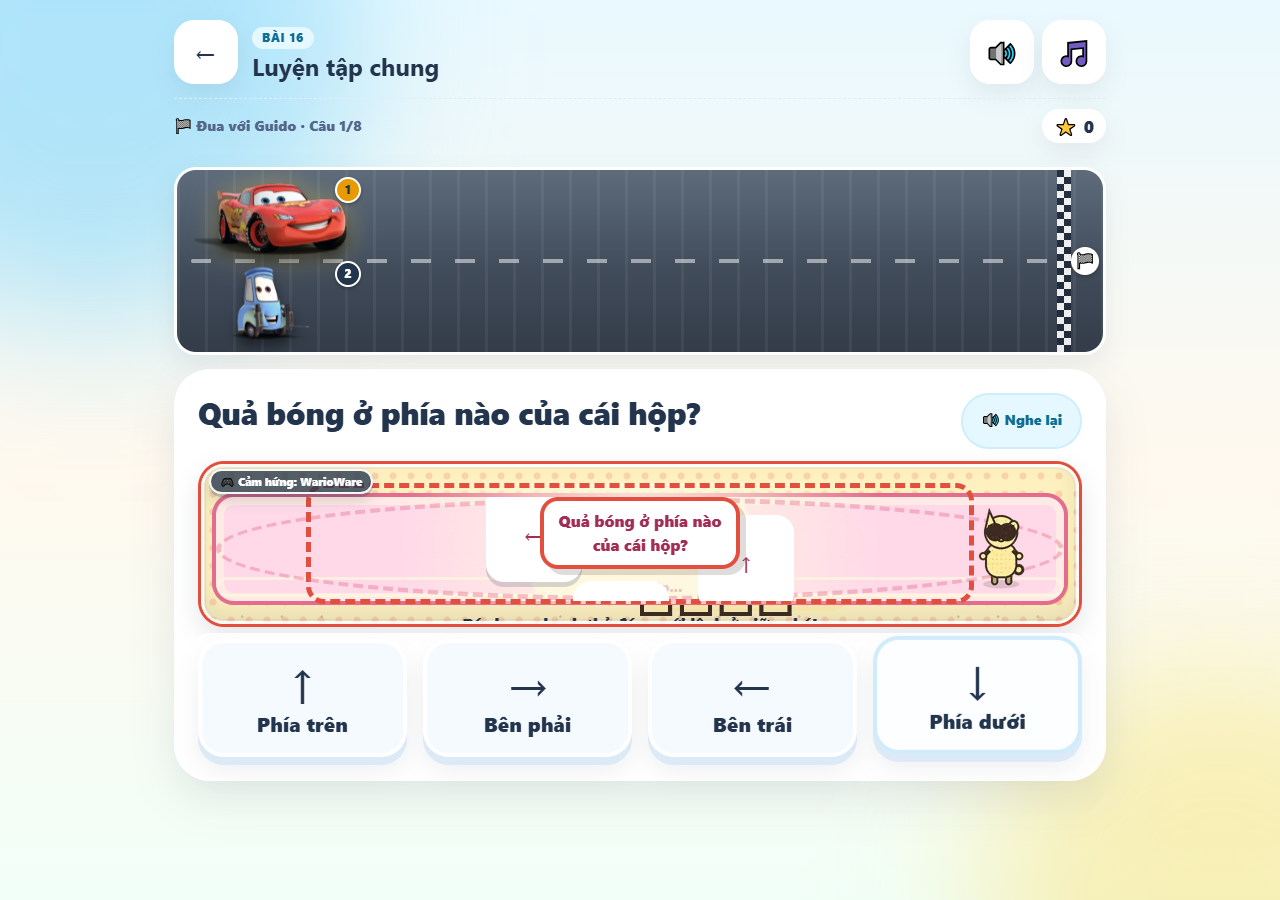 ←
BÀI 16
Luyện tập chung
Đua với Guido · Câu 1/8
0
1
2
Quả bóng ở phía nào của cái hộp?
Nghe lại
Cảm hứng: WarioWare
Quả bóng ở phía nào
của cái hộp?
←
↑
↑
Phía trên
→
Bên phải
←
Bên trái
↓
Phía dưới